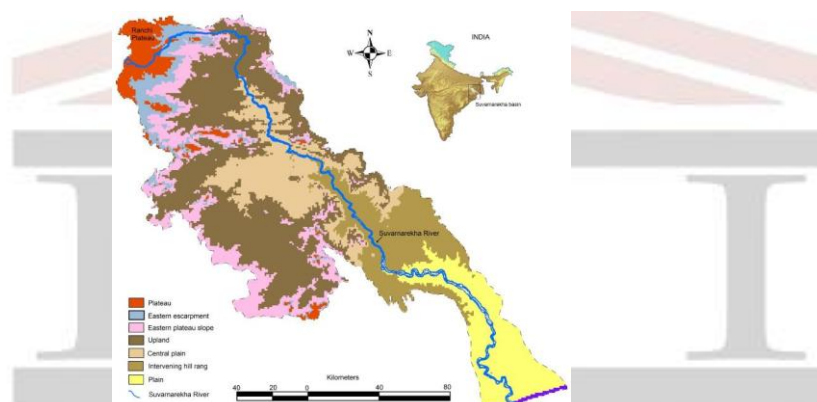 Ranchi
Plateau
N
W E
S
INDIA
Suvarnarekha basin
Suvarnarekha River
Plateau
Eastern escarpment
Eastern plateau slope
Upland
Central plain
Intervening hill rang
Plain
Suvarnarekha River
Kilometers
40 20 0 40 80